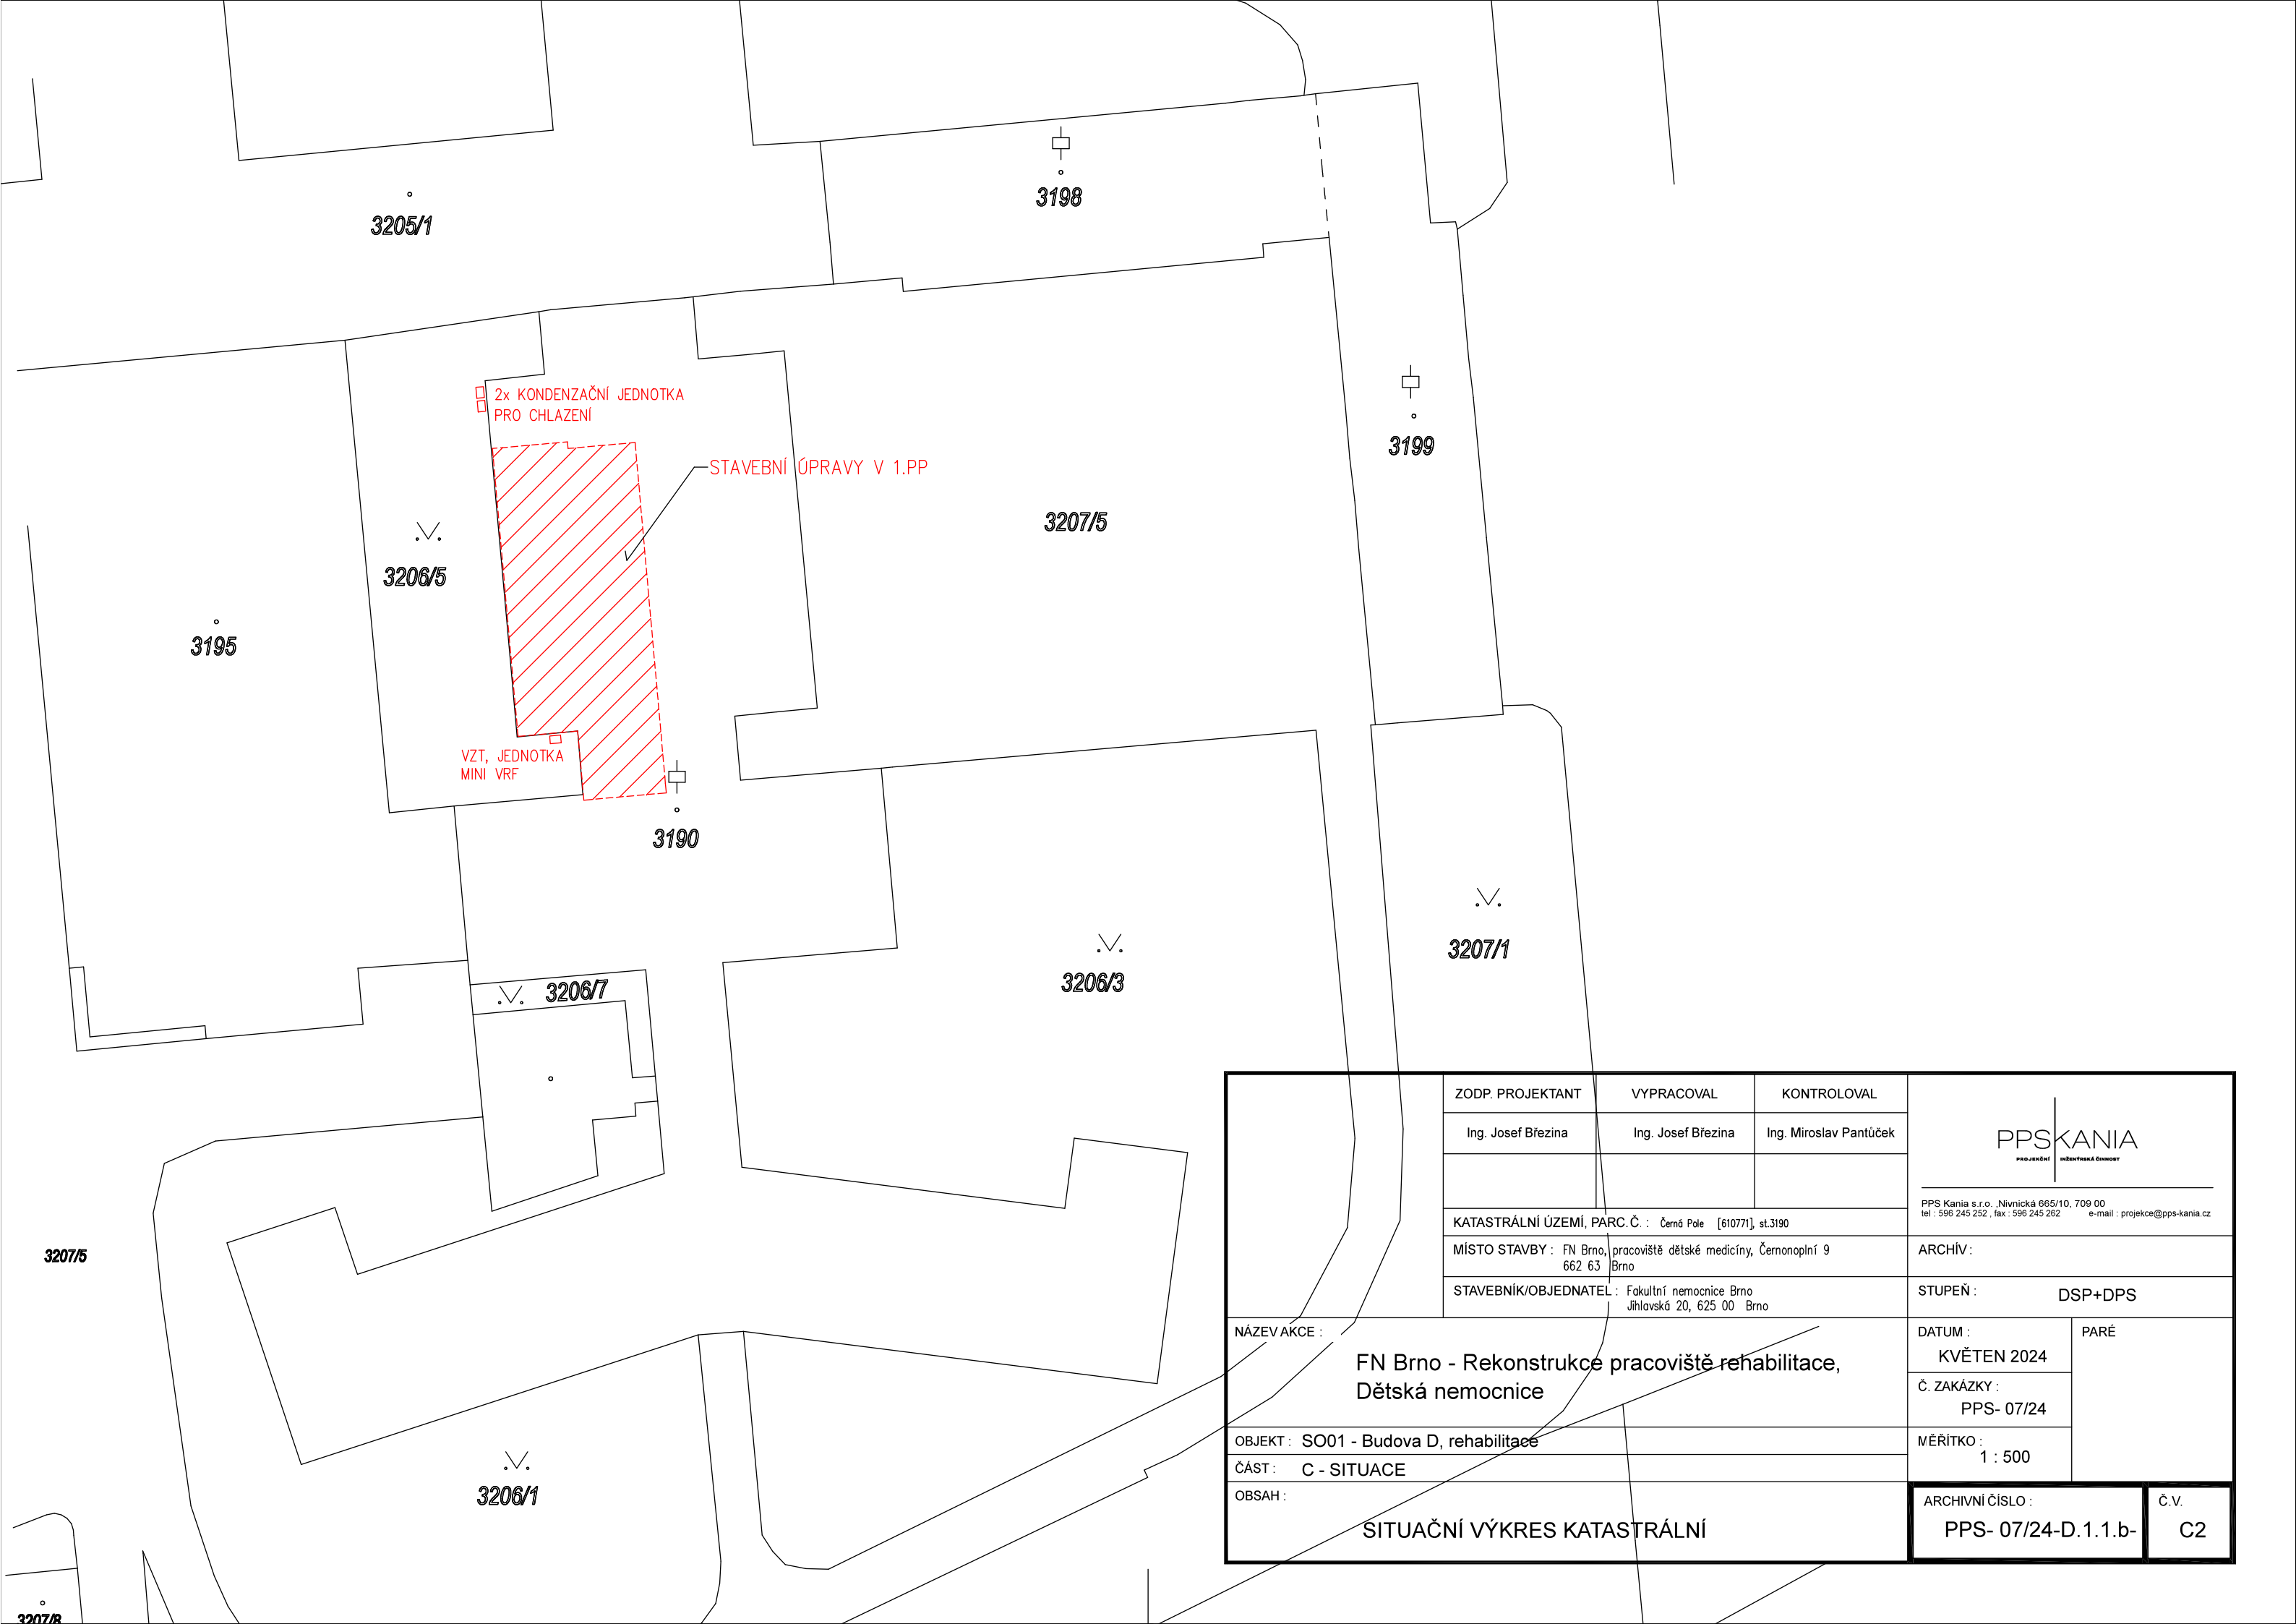 3198
3205/1
2x KONDENZAČNÍ JEDNOTKA
PRO CHLAZENÍ
3199
STAVEBNÍ ÚPRAVY V 1.PP
3207/5
3206/5
3195
VZT, JEDNOTKA
MINI VRF
3190
3207/1
3206/3
3206/7
3207/5
3206/1
3207/8
ZODP. PROJEKTANT VYPRACOVAL KONTROLOVAL
Ing. Josef Březina Ing. Josef Březina Ing. Miroslav Pantůček
PPS KANIA
PROJEKČNÍ INŽENÝRSKÁ ČINNOST
PPS Kania s.r.o. ,Nivnická 665/10, 709 00
tel : 596 245 252 , fax : 596 245 262 e-mail : projekce@pps-kania.cz
KATASTRÁLNÍ ÚZEMÍ, PARC.Č. : Černá Pole [610771], st.3190
MÍSTO STAVBY : FN Brno, pracoviště dětské medicíny, Černonoplní 9
662 63 Brno
ARCHÍV :
STAVEBNÍK/OBJEDNATEL : Fakultní nemocnice Brno
Jihlavská 20, 625 00 Brno
STUPEŇ : DSP+DPS
NÁZEV AKCE :
FN Brno - Rekonstrukce pracoviště rehabilitace,
Dětská nemocnice
DATUM :
KVĚTEN 2024
PARÉ
Č. ZAKÁZKY :
PPS- 07/24
OBJEKT : SO01 - Budova D, rehabilitace
MĚŘÍTKO :
1 : 500
ČÁST : C - SITUACE
OBSAH :
SITUAČNÍ VÝKRES KATASTRÁLNÍ
ARCHIVNÍ ČÍSLO :
PPS- 07/24-D.1.1.b-
Č.V.
C2